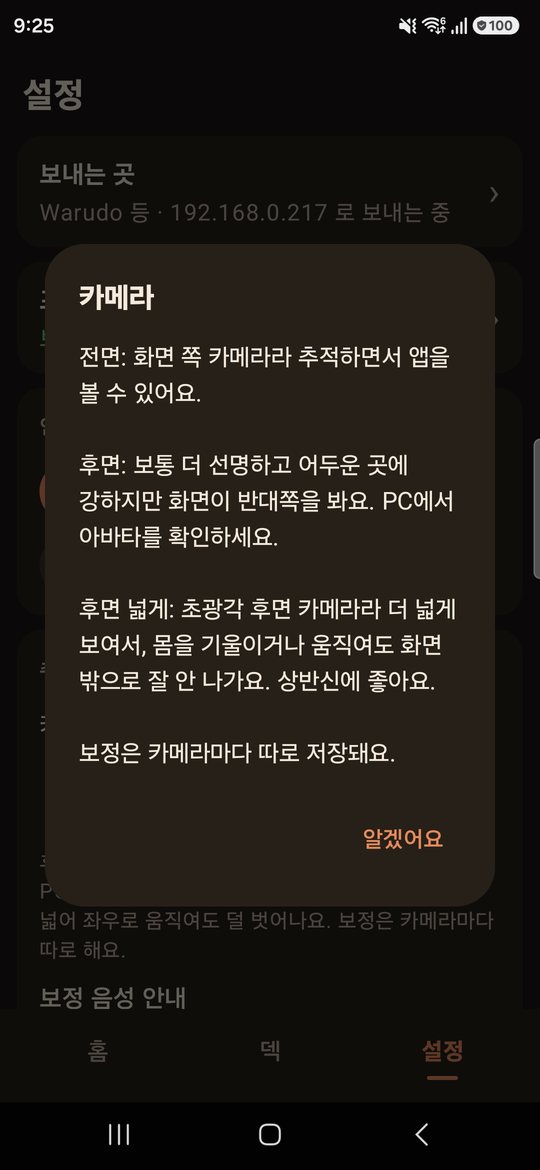 9:25
6
100
설정
보내는 곳
Warudo 등 · 192.168.0.217 로 보내는 중
카메라
전면: 화면 쪽 카메라라 추적하면서 앱을
볼 수 있어요.
후면: 보통 더 선명하고 어두운 곳에
강하지만 화면이 반대쪽을 봐요. PC에서
아바타를 확인하세요.
후면 넓게: 초광각 후면 카메라라 더 넓게
보여서, 몸을 기울이거나 움직여도 화면
밖으로 잘 안 나가요. 상반신에 좋아요.
보정은 카메라마다 따로 저장돼요.
알겠어요
넓어 좌우로 움직여도 덜 벗어나요. 보정은 카메라마다
따로 해요.
보정 음성 안내
홈
덱
설정